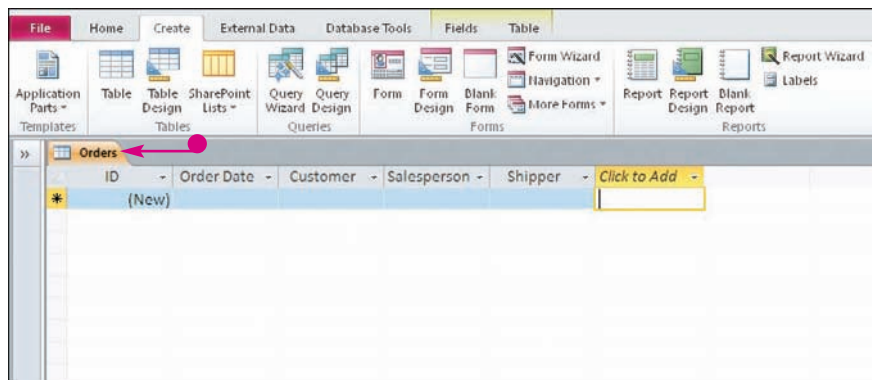 File Home Create External Data Database Tools Fields Table
Application Parts Table Table Design SharePoint Lists Query Wizard Query Design Form Form Design Blank Form Form Wizard Navigation More Forms Report Report Design Blank Report Report Wizard Labels
Templates Tables Queries Forms Reports
» Orders
ID Order Date Customer Salesperson Shipper Click to Add
* (New)